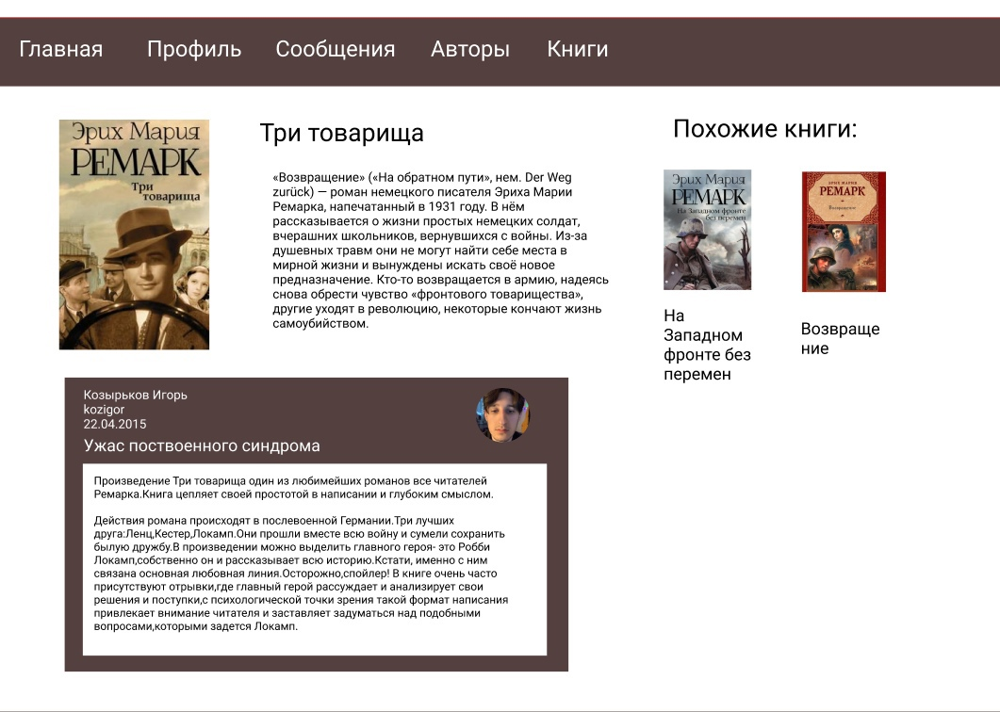 Главная Профиль Сообщения Авторы Книги
Эрих Мария
РЕМАРК
Три
товарища
Три товарища
«Возвращение» («На обратном пути», нем. Der Weg
zurück) — роман немецкого писателя Эриха Марии
Ремарка, напечатанный в 1931 году. В нём
рассказывается о жизни простых немецких солдат,
вчерашних школьников, вернувшихся с войны. Из-за
душевных травм они не могут найти себе места в
мирной жизни и вынуждены искать своё новое
предназначение. Кто-то возвращается в армию, надеясь
снова обрести чувство «фронтового товарищества»,
другие уходят в революцию, некоторые кончают жизнь
самоубийством.
Похожие книги:
Эрих Мария
РЕМАРК
На Западном фронте
без перемен
На
Западном
фронте без
перемен
ЭРИХ МАРИЯ
РЕМАРК
Возвращение
Возвраще
ние
Козырьков Игорь
kozigor
22.04.2015
Ужас поствоенного синдрома
Произведение Три товарища один из любимейших романов все читателей
Ремарка.Книга цепляет своей простотой в написании и глубоким смыслом.
Действия романа происходят в послевоенной Германии.Три лучших
друга:Ленц,Кестер,Локамп.Они прошли вместе всю войну и сумели сохранить
былую дружбу.В произведении можно выделить главного героя- это Робби
Локамп,собственно он и рассказывает всю историю.Кстати, именно с ним
связана основная любовная линия.Осторожно,спойлер! В книге очень часто
присутствуют отрывки,где главный герой рассуждает и анализирует свои
решения и поступки,с психологической точки зрения такой формат написания
привлекает внимание читателя и заставляет задуматься над подобными
вопросами,которыми задется Локамп.